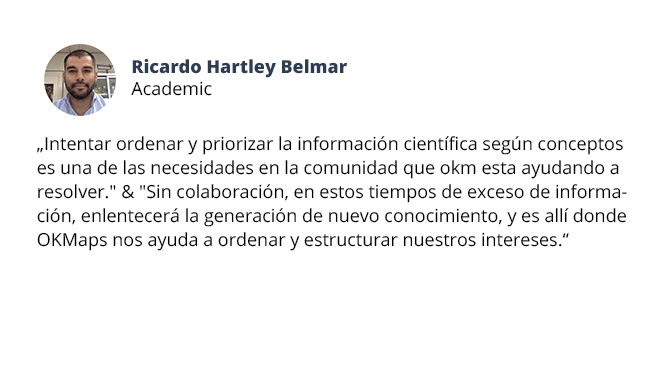 Ricardo Hartley Belmar
Academic
„Intentar ordenar y priorizar la información científica según conceptos
es una de las necesidades en la comunidad que okm esta ayudando a
resolver." & "Sin colaboración, en estos tiempos de exceso de informa-
ción, enlentecerá la generación de nuevo conocimiento, y es allí donde
OKMaps nos ayuda a ordenar y estructurar nuestros intereses.“